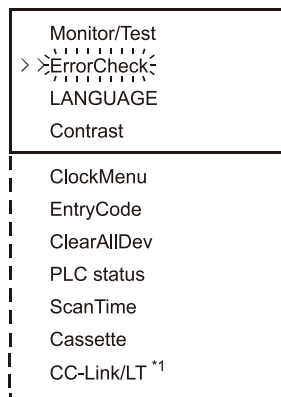 Monitor/Test
>>ErrorCheck
LANGUAGE
Contrast
ClockMenu
EntryCode
ClearAllDev
PLC status
ScanTime
Cassette
CC-Link/LT *1